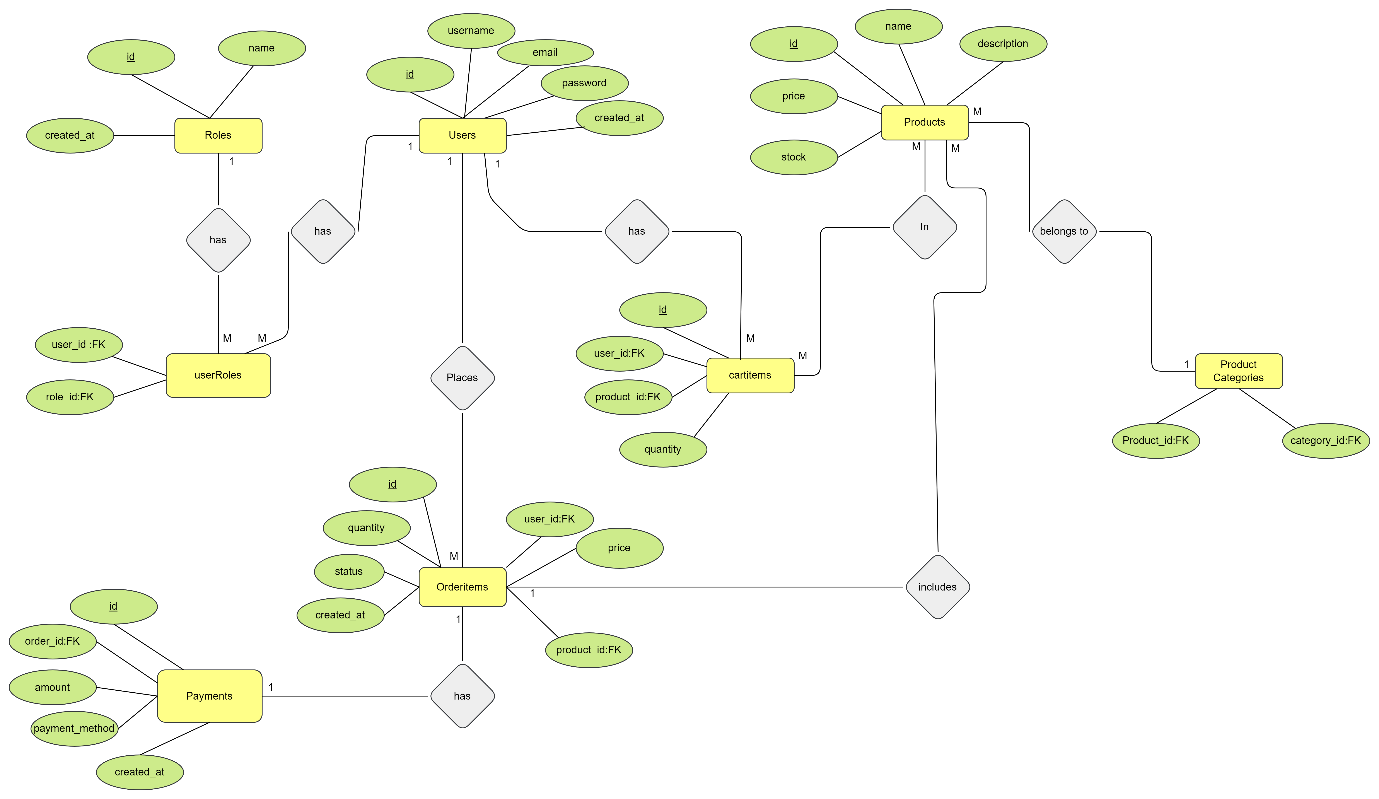 username
name
id
name
id
email
description
id
password
price
created_at
created_at
Roles
Users
Products
stock
1
1
1
1
M
M
M
has
has
has
In
belongs to
id
user_id :FK
M
M
M
M
1
user_id:FK
userRoles
Places
cartitems
Product
Categories
role_id:FK
product_id:FK
quantity
Product_id:FK
category_id:FK
id
quantity
user_id:FK
price
status
M
Orderitems
1
includes
created_at
1
product_id:FK
id
order_id:FK
amount
Payments
1
has
payment_method
created_at